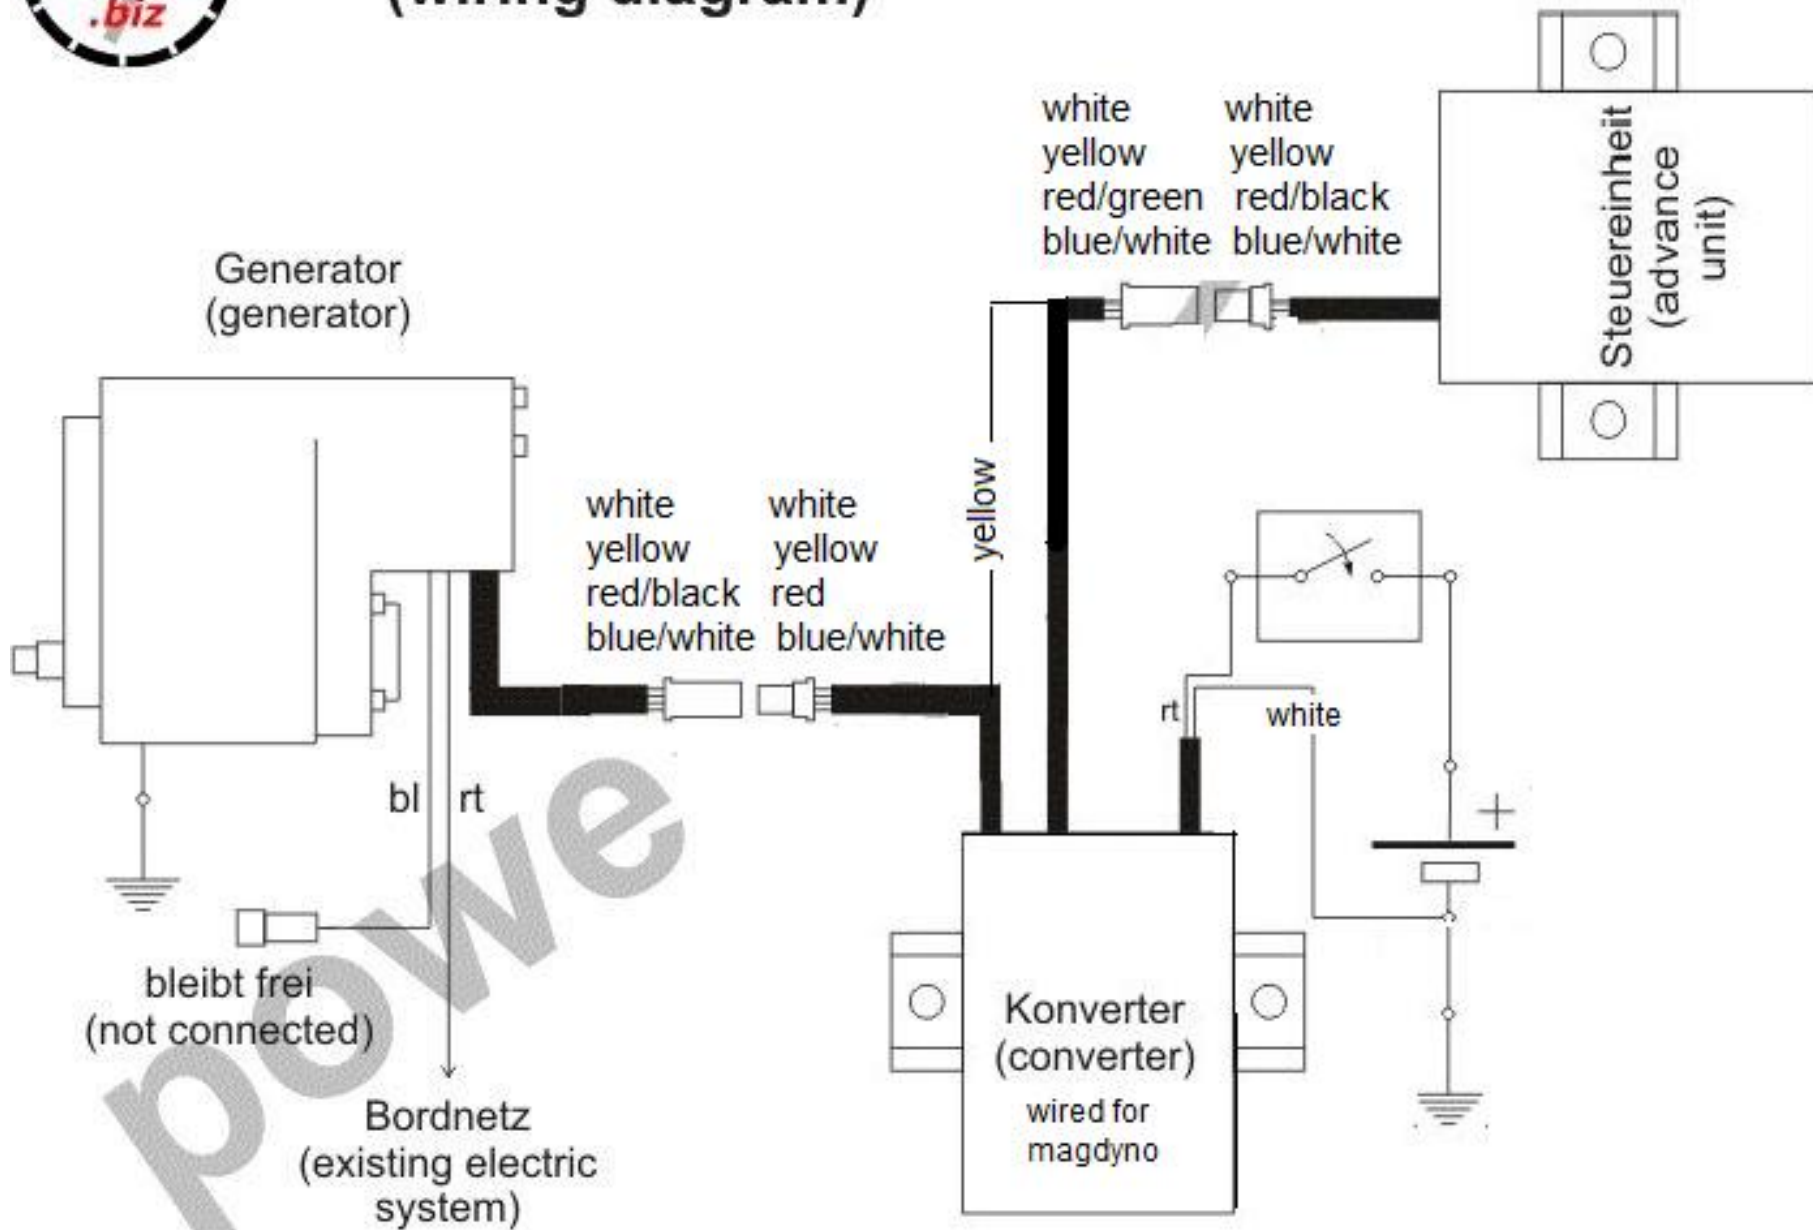 .biz
(wiring diagram)
white white
yellow yellow
red/green red/black
blue/white blue/white
Steuereinheit
(advance
unit)
Generator
(generator)
white white
yellow yellow
red/black red
blue/white blue/white
yellow
rt
white
bl rt
+
bleibt frei
(not connected)
Bordnetz
(existing electric
system)
Konverter
(converter)
wired for
magdyno
powe